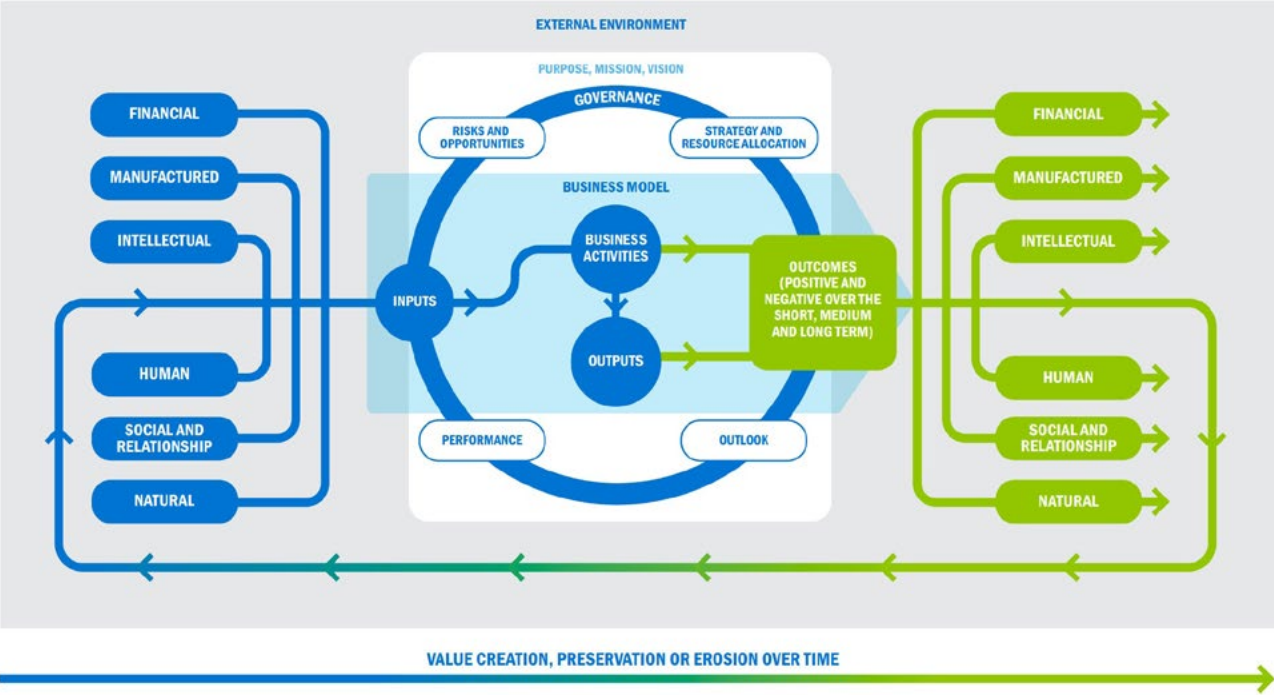 EXTERNAL ENVIRONMENT
PURPOSE, MISSION, VISION
GOVERNANCE
RISKS AND
OPPORTUNITIES
STRATEGY AND
RESOURCE ALLOCATION
FINANCIAL
MANUFACTURED
INTELLECTUAL
HUMAN
SOCIAL AND
RELATIONSHIP
NATURAL
BUSINESS MODEL
INPUTS
BUSINESS
ACTIVITIES
OUTPUTS
OUTCOMES
(POSITIVE AND
NEGATIVE OVER THE
SHORT, MEDIUM
AND LONG TERM)
PERFORMANCE
OUTLOOK
FINANCIAL
MANUFACTURED
INTELLECTUAL
HUMAN
SOCIAL AND
RELATIONSHIP
NATURAL
VALUE CREATION, PRESERVATION OR EROSION OVER TIME